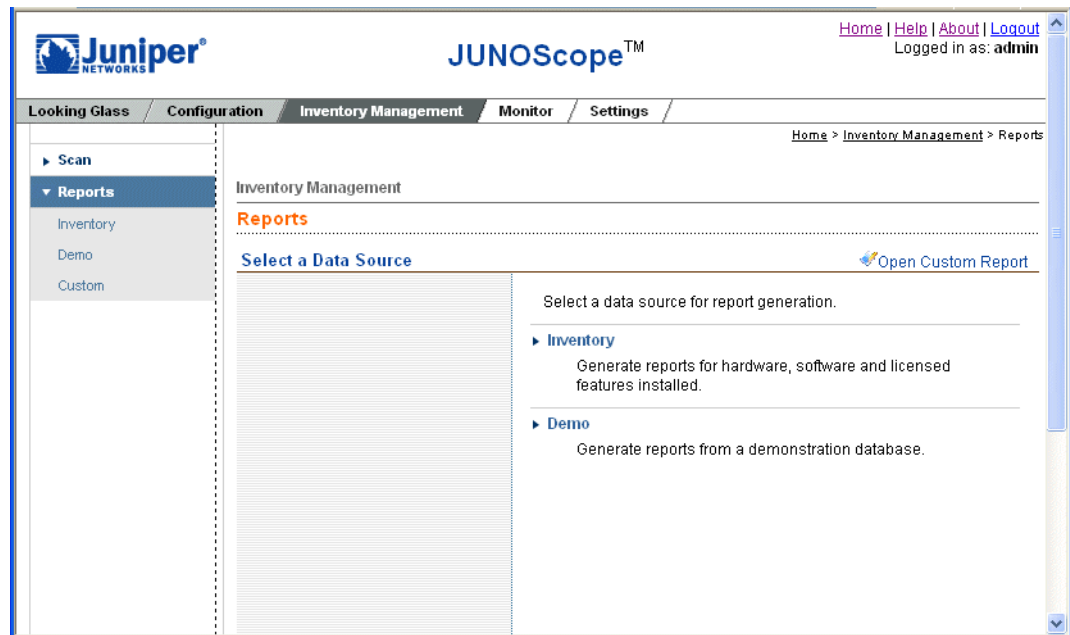 Juniper®
NETWORKS
JUNOScope™
Home | Help | About | Logout
Logged in as: admin
Looking Glass / Configuration / Inventory Management / Monitor / Settings /
Home > Inventory Management > Reports
Scan
Reports
Inventory
Demo
Custom
Inventory Management
Reports
Select a Data Source
Open Custom Report
Select a data source for report generation.
Inventory
Generate reports for hardware, software and licensed
features installed.
Demo
Generate reports from a demonstration database.